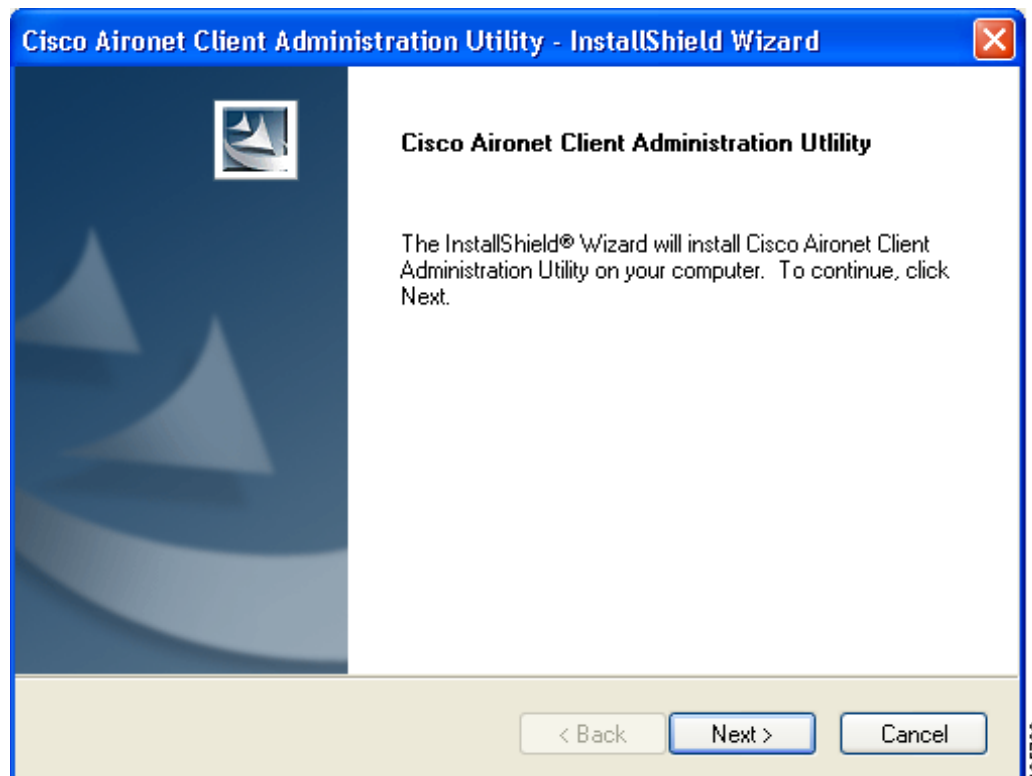 Cisco Aironet Client Administration Utility - InstallShield Wizard
Cisco Aironet Client Administration Utlility
The InstallShield® Wizard will install Cisco Aironet Client
Administration Utility on your computer.  To continue, click
Next.
< Back
Next >
Cancel